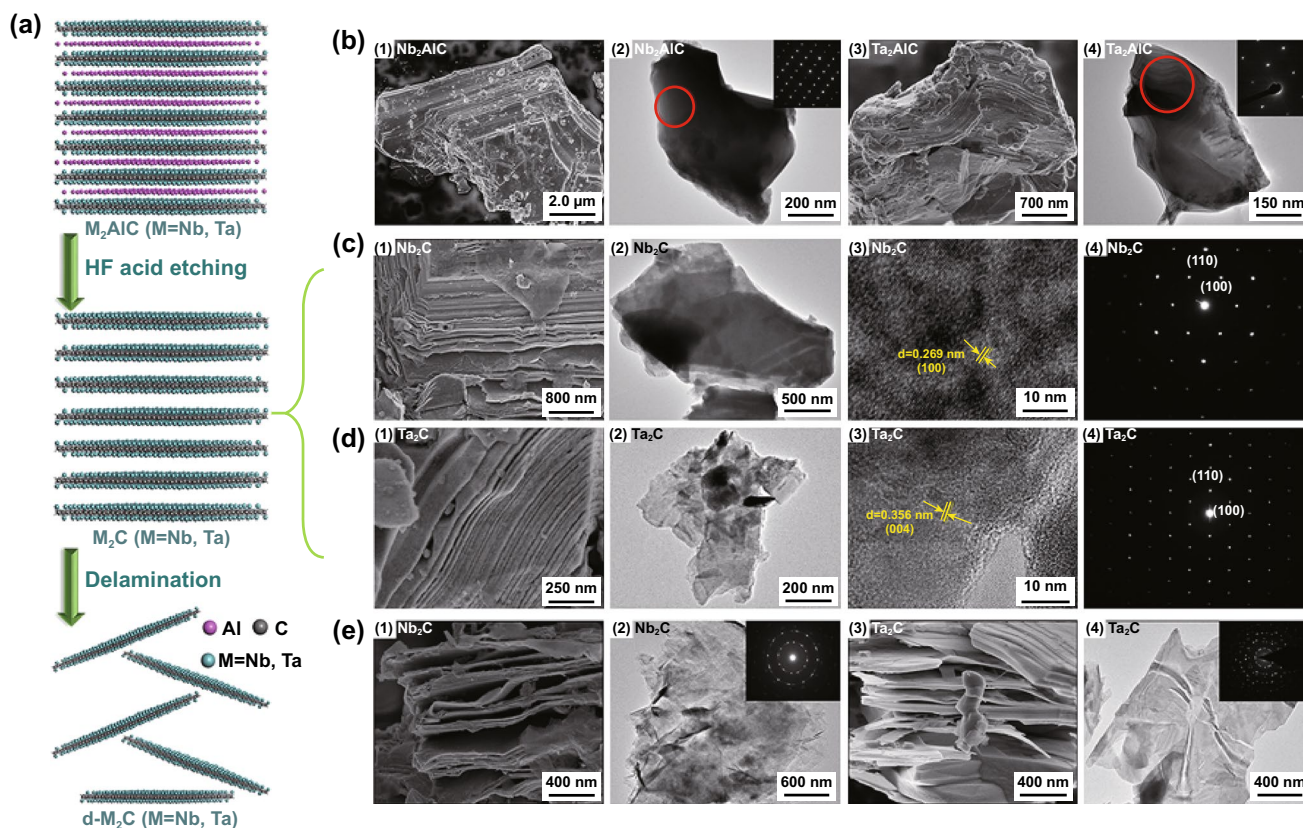 (a)
M₂AlC (M=Nb, Ta)
HF acid etching
M₂C (M=Nb, Ta)
Delamination
Al C
M=Nb, Ta
d-M₂C (M=Nb, Ta)
(b)
(1) Nb₂AlC
2.0 μm
(2) Nb₂AlC
200 nm
(3) Ta₂AlC
700 nm
(4) Ta₂AlC
150 nm
(c)
(1) Nb₂C
800 nm
(2) Nb₂C
500 nm
(3) Nb₂C
d=0.269 nm
(100)
10 nm
(4) Nb₂C
(110)
(100)
(d)
(1) Ta₂C
250 nm
(2) Ta₂C
200 nm
(3) Ta₂C
d=0.356 nm
(004)
10 nm
(4) Ta₂C
(110)
(100)
(e)
(1) Nb₂C
400 nm
(2) Nb₂C
600 nm
(3) Ta₂C
400 nm
(4) Ta₂C
400 nm